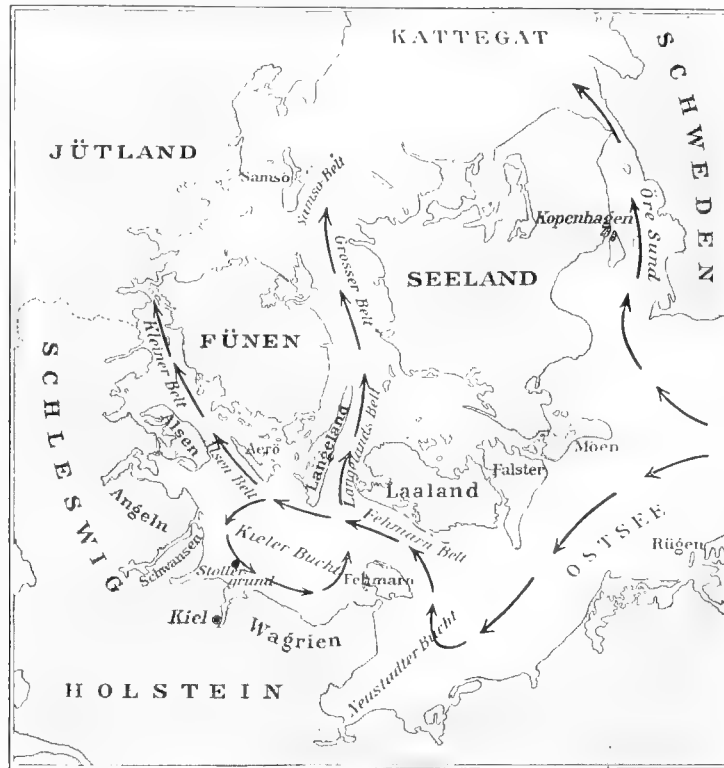 KATTEGAT
SCHWEDEN
JÜTLAND
Samsö
Samsö Belt
Kopenhagen
Öre Sund
Grosser Belt
SEELAND
FÜNEN
Kleiner Belt
SCHLESWIG
Alsen
Alsen Belt
Aerö
Langeland
Langelands Belt
Laaland
Falster
Möen
Angeln
Fehmarn Belt
OSTSEE
Rügen
Schwansen
Kieler Bucht
Stoller
grund
Fehmarn
Kiel
Wagrien
Neustadter Bucht
HOLSTEIN